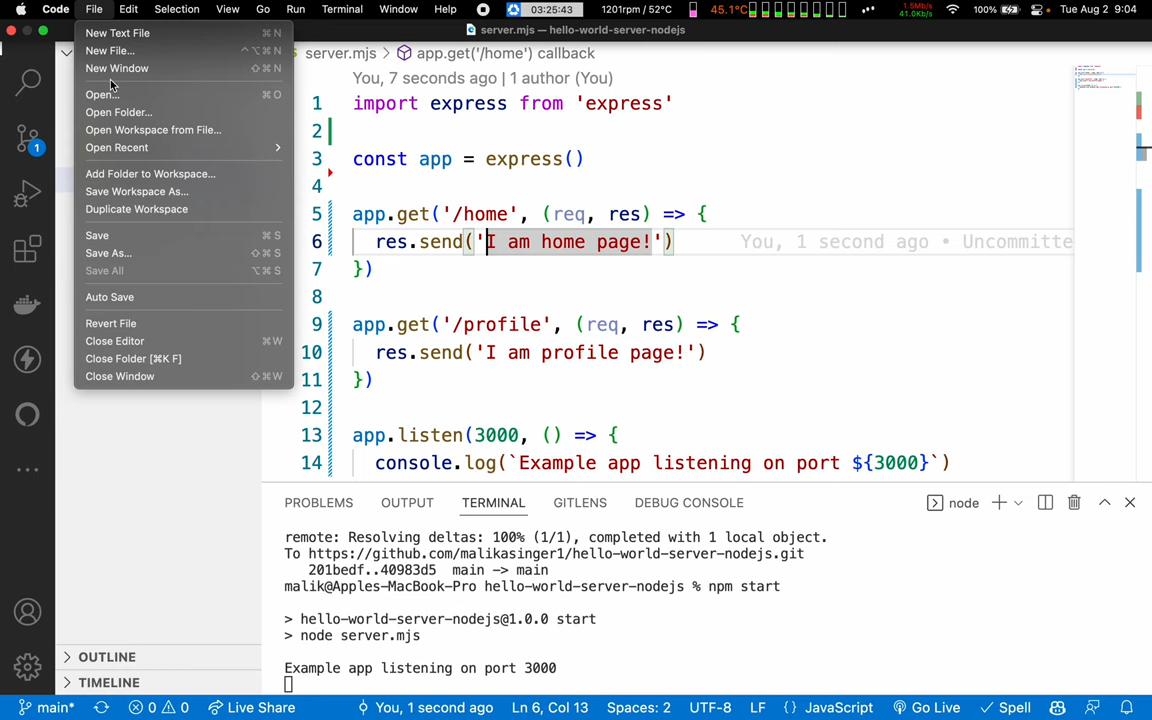 Code File Edit Selection View Go Run Terminal Window Help 03:25:43 1201rpm / 52°C 45.1°C 1.5Mb/s 41.0Kb/s 100% Tue Aug 2 9:04
server.mjs — hello-world-server-nodejs
New Text File ⌘ N
New File... ^⌥⌘ N
New Window ⇧⌘ N
Open... ⌘ O
Open Folder...
Open Workspace from File...
Open Recent
Add Folder to Workspace...
Save Workspace As...
Duplicate Workspace
Save ⌘ S
Save As... ⇧⌘ S
Save All ⌥⌘ S
Auto Save
Revert File
Close Editor ⌘ W
Close Folder [⌘K F]
Close Window ⇧⌘ W
1
server.mjs > app.get('/home') callback
You, 7 seconds ago | 1 author (You)
1 import express from 'express'
2
3 const app = express()
4
5 app.get('/home', (req, res) => {
6 res.send('I am home page!') You, 1 second ago • Uncommitte
7 })
8
9 app.get('/profile', (req, res) => {
10 res.send('I am profile page!')
11 })
12
13 app.listen(3000, () => {
14 console.log(`Example app listening on port ${3000}`)
PROBLEMS OUTPUT TERMINAL GITLENS DEBUG CONSOLE node
remote: Resolving deltas: 100% (1/1), completed with 1 local object.
To https://github.com/malikasinger1/hello-world-server-nodejs.git
201bedf..40983d5 main -> main
malik@Apples-MacBook-Pro hello-world-server-nodejs % npm start
> hello-world-server-nodejs@1.0.0 start
> node server.mjs
Example app listening on port 3000
OUTLINE
TIMELINE
main* 0 0 Live Share You, 2 seconds ago Ln 6, Col 13 Spaces: 2 UTF-8 LF {} JavaScript Go Live Spell